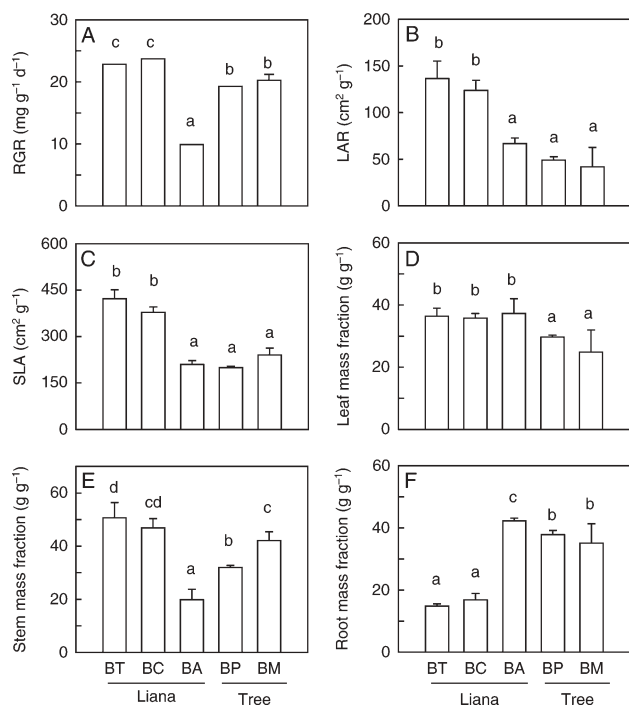 A
RGR (mg g⁻¹ d⁻¹)
30
20
10
0
c c a b b
B
LAR (cm² g⁻¹)
200
150
100
50
0
b b a a a
C
SLA (cm² g⁻¹)
600
450
300
150
0
b b a a a
D
Leaf mass fraction (g g⁻¹)
60
40
20
0
b b b a a
E
Stem mass fraction (g g⁻¹)
60
40
20
0
d cd a b c
BT BC BA BP BM
Liana Tree
F
Root mass fraction (g g⁻¹)
60
40
20
0
a a c b b
BT BC BA BP BM
Liana Tree